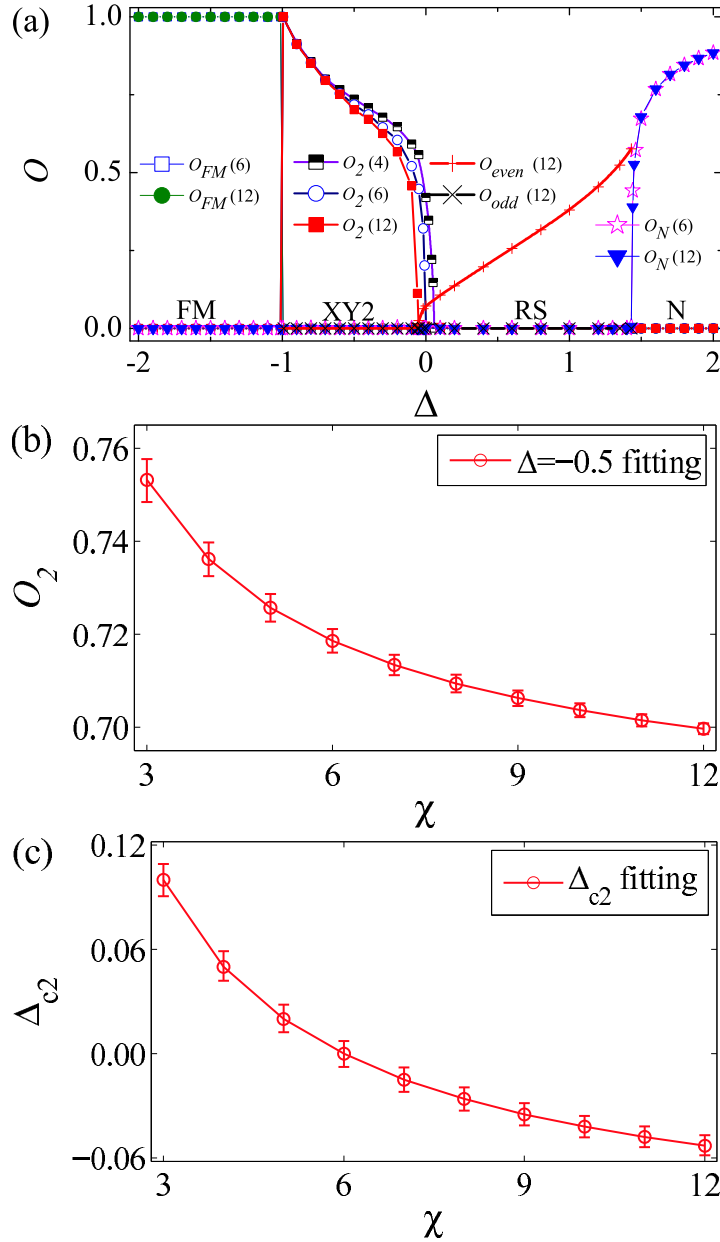 (a)
1.0
0.5
0.0
O
O_FM (6)
O_FM (12)
O_2 (4)
O_2 (6)
O_2 (12)
O_even (12)
O_odd (12)
O_N (6)
O_N (12)
FM XY2 RS N
-2 -1 0 1 2
Δ
(b)
0.76
0.74
0.72
0.70
O_2
Δ=−0.5 fitting
3 6 9 12
χ
(c)
0.12
0.06
0.00
−0.06
Δ_c2
Δ_c2 fitting
3 6 9 12
χ